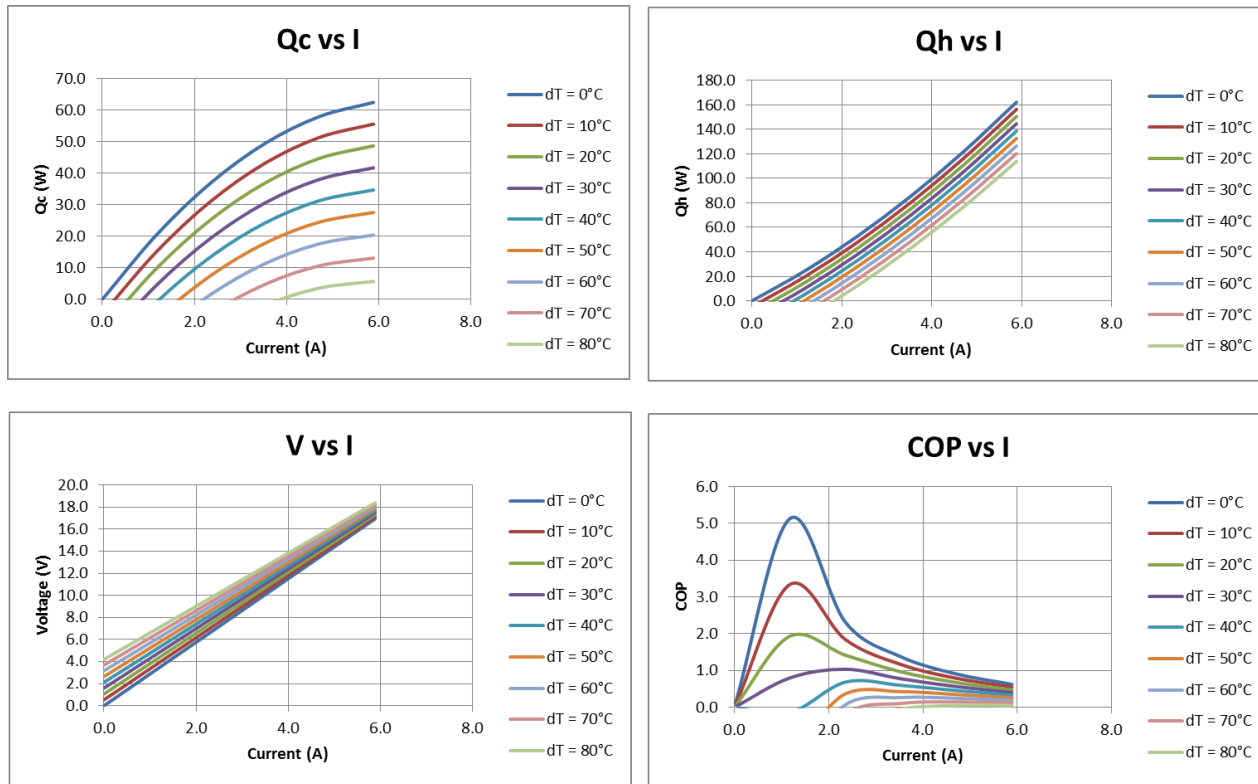 Qc vs I
Qc (W)
70.0
60.0
50.0
40.0
30.0
20.0
10.0
0.0
0.0 2.0 4.0 6.0 8.0
Current (A)
dT = 0°C
dT = 10°C
dT = 20°C
dT = 30°C
dT = 40°C
dT = 50°C
dT = 60°C
dT = 70°C
dT = 80°C
Qh vs I
Qh (W)
180.0
160.0
140.0
120.0
100.0
80.0
60.0
40.0
20.0
0.0
0.0 2.0 4.0 6.0 8.0
Current (A)
dT = 0°C
dT = 10°C
dT = 20°C
dT = 30°C
dT = 40°C
dT = 50°C
dT = 60°C
dT = 70°C
dT = 80°C
V vs I
Voltage (V)
20.0
18.0
16.0
14.0
12.0
10.0
8.0
6.0
4.0
2.0
0.0
0.0 2.0 4.0 6.0 8.0
Current (A)
dT = 0°C
dT = 10°C
dT = 20°C
dT = 30°C
dT = 40°C
dT = 50°C
dT = 60°C
dT = 70°C
dT = 80°C
COP vs I
COP
6.0
5.0
4.0
3.0
2.0
1.0
0.0
0.0 2.0 4.0 6.0 8.0
Current (A)
dT = 0°C
dT = 10°C
dT = 20°C
dT = 30°C
dT = 40°C
dT = 50°C
dT = 60°C
dT = 70°C
dT = 80°C